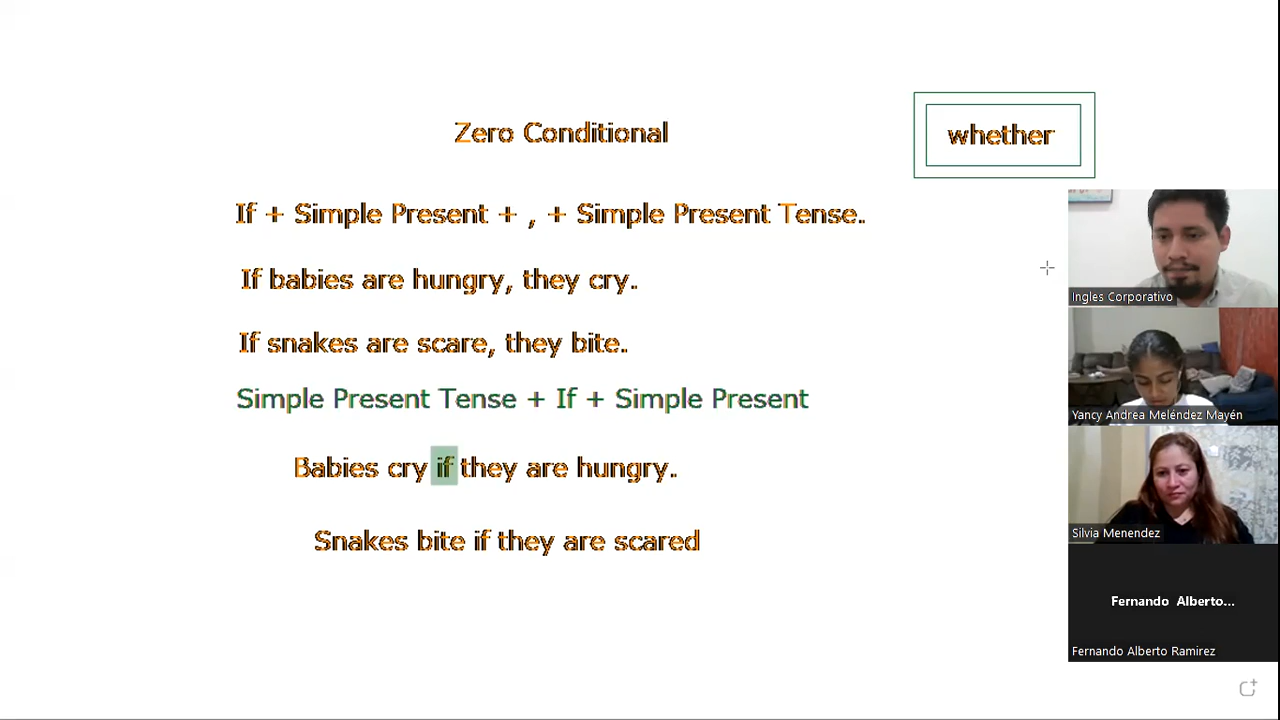 Zero Conditional
whether
If + Simple Present + , + Simple Present Tense.
If babies are hungry, they cry.
If snakes are scare, they bite.
Simple Present Tense + If + Simple Present
Babies cry if they are hungry.
Snakes bite if they are scared
Ingles Corporativo
Yancy Andrea Meléndez Mayén
Silvia Menendez
Fernando Alberto...
Fernando Alberto Ramirez